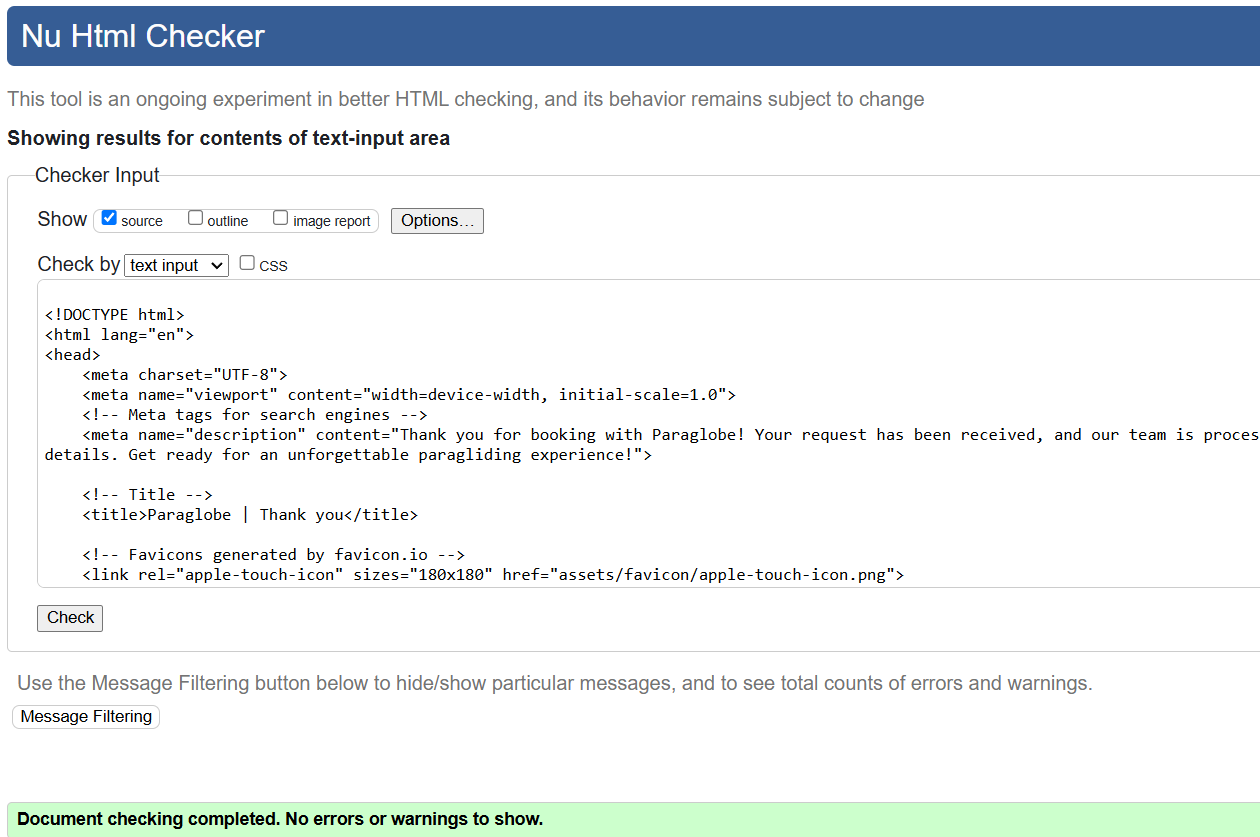 Nu Html Checker
This tool is an ongoing experiment in better HTML checking, and its behavior remains subject to change
Showing results for contents of text-input area
Checker Input
Show source outline image report Options...
Check by text input CSS
<!DOCTYPE html>
<html lang="en">
<head>
    <meta charset="UTF-8">
    <meta name="viewport" content="width=device-width, initial-scale=1.0">
    <!-- Meta tags for search engines -->
    <meta name="description" content="Thank you for booking with Paraglobe! Your request has been received, and our team is proces
details. Get ready for an unforgettable paragliding experience!">
    <!-- Title -->
    <title>Paraglobe | Thank you</title>
    <!-- Favicons generated by favicon.io -->
    <link rel="apple-touch-icon" sizes="180x180" href="assets/favicon/apple-touch-icon.png">
Check
Use the Message Filtering button below to hide/show particular messages, and to see total counts of errors and warnings.
Message Filtering
Document checking completed. No errors or warnings to show.